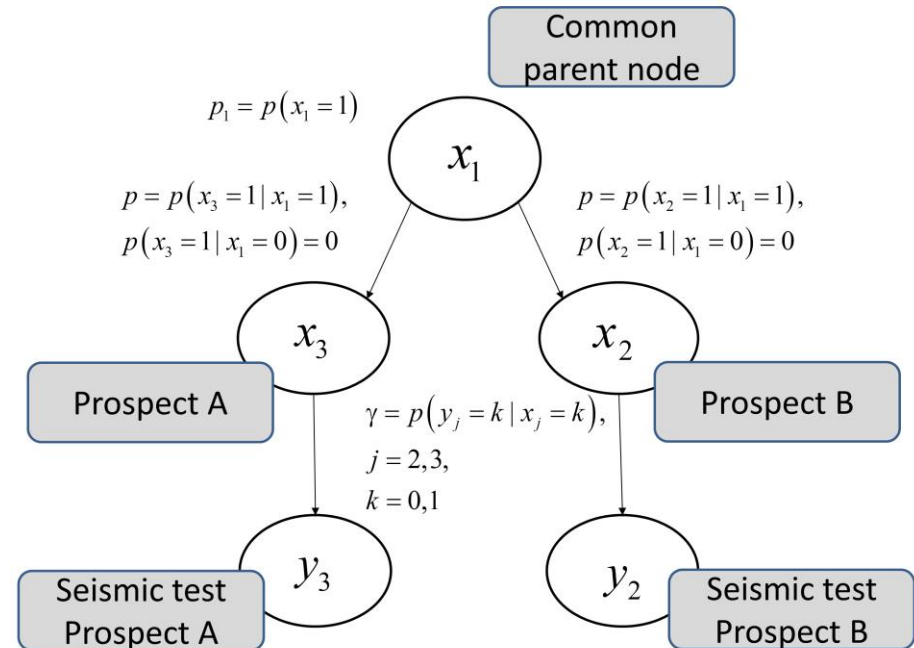 Common
parent node
p₁ = p(x₁ = 1)
x₁
p = p(x₃ = 1 | x₁ = 1),
p(x₃ = 1 | x₁ = 0) = 0
p = p(x₂ = 1 | x₁ = 1),
p(x₂ = 1 | x₁ = 0) = 0
x₃
x₂
Prospect A
Prospect B
γ = p(yⱼ = k | xⱼ = k),
j = 2,3,
k = 0,1
y₃
y₂
Seismic test
Prospect A
Seismic test
Prospect B